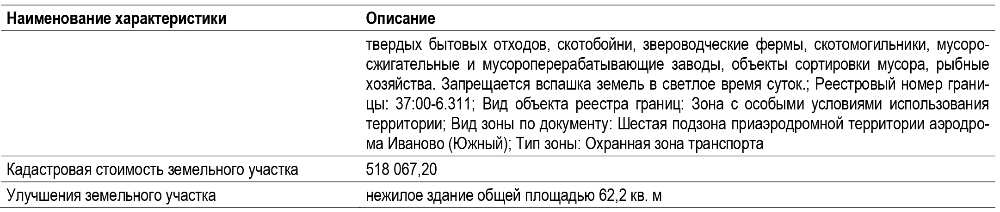 Наименование характеристики Описание
твердых бытовых отходов, скотобойни, звероводческие фермы, скотомогильники, мусоро-
сжигательные и мусороперерабатывающие заводы, объекты сортировки мусора, рыбные
хозяйства. Запрещается вспашка земель в светлое время суток.; Реестровый номер грани-
цы: 37:00-6.311; Вид объекта реестра границ: Зона с особыми условиями использования
территории; Вид зоны по документу: Шестая подзона приаэродромной территории аэродро-
ма Иваново (Южный); Тип зоны: Охранная зона транспорта
Кадастровая стоимость земельного участка 518 067,20
Улучшения земельного участка нежилое здание общей площадью 62,2 кв. м